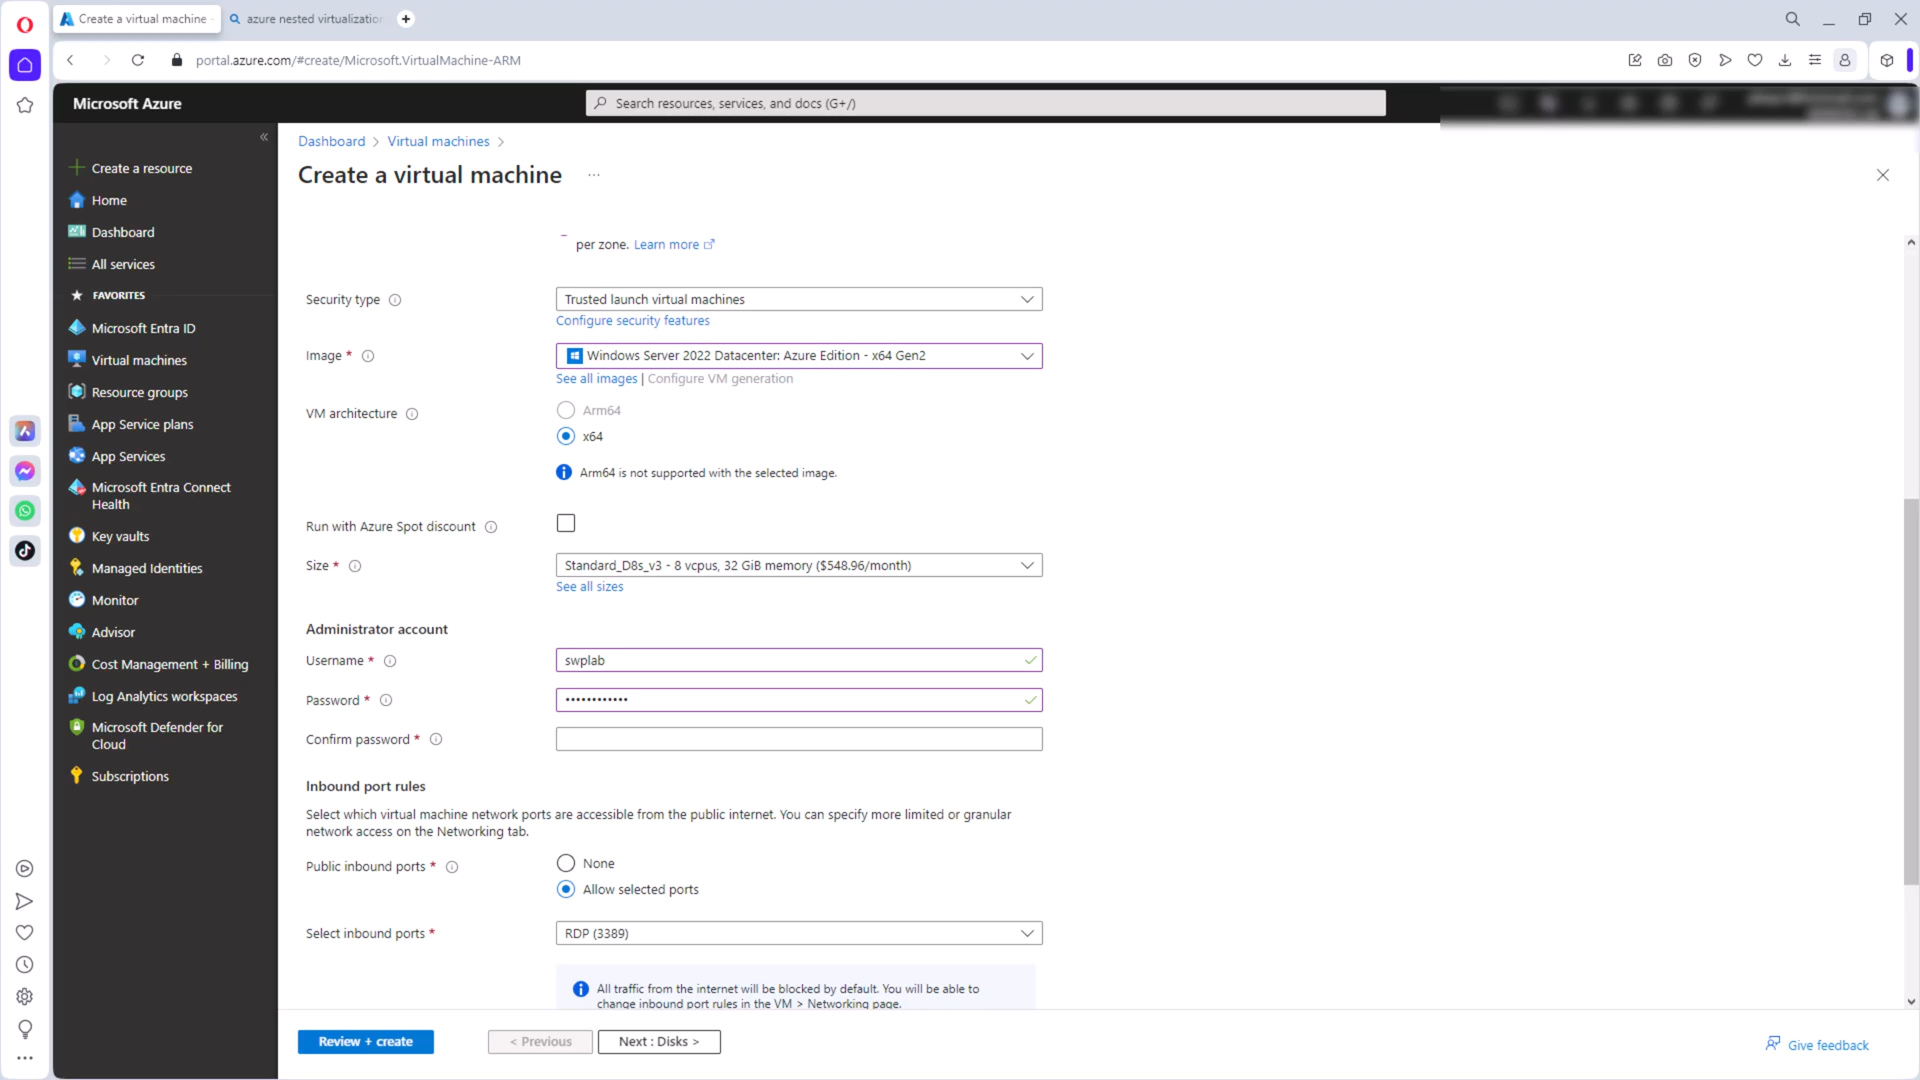 Create a virtual machine
azure nested virtualization
portal.azure.com/#create/Microsoft.VirtualMachine-ARM
Microsoft Azure
Search resources, services, and docs (G+/)
Create a resource
Home
Dashboard
All services
FAVORITES
Microsoft Entra ID
Virtual machines
Resource groups
App Service plans
App Services
Microsoft Entra Connect
Health
Key vaults
Managed Identities
Monitor
Advisor
Cost Management + Billing
Log Analytics workspaces
Microsoft Defender for
Cloud
Subscriptions
Dashboard > Virtual machines >
Create a virtual machine ...
per zone. Learn more
Security type
Trusted launch virtual machines
Configure security features
Image *
Windows Server 2022 Datacenter: Azure Edition - x64 Gen2
See all images | Configure VM generation
VM architecture
Arm64
x64
Arm64 is not supported with the selected image.
Run with Azure Spot discount
Size *
Standard_D8s_v3 - 8 vcpus, 32 GiB memory ($548.96/month)
See all sizes
Administrator account
Username *
swplab
Password *
••••••••••••
Confirm password *
Inbound port rules
Select which virtual machine network ports are accessible from the public internet. You can specify more limited or granular
network access on the Networking tab.
Public inbound ports *
None
Allow selected ports
Select inbound ports *
RDP (3389)
All traffic from the internet will be blocked by default. You will be able to
change inbound port rules in the VM > Networking page.
Review + create
< Previous
Next : Disks >
Give feedback